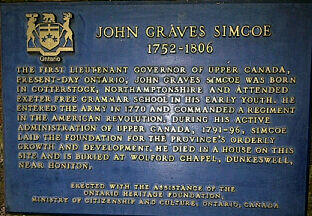 Ontario
JOHN GRAVES SIMCOE
1752-1806
THE FIRST LIEUTENANT GOVERNOR OF UPPER CANADA,
PRESENT-DAY ONTARIO, JOHN GRAVES SIMCOE WAS BORN
IN COTTERSTOCK, NORTHAMPTONSHIRE AND ATTENDED
EXETER FREE GRAMMAR SCHOOL IN HIS EARLY YOUTH. HE
ENTERED THE ARMY IN 1770 AND COMMANDED A REGIMENT
IN THE AMERICAN REVOLUTION. DURING HIS ACTIVE
ADMINISTRATION OF UPPER CANADA, 1791-96, SIMCOE
LAID THE FOUNDATION FOR THE PROVINCE'S ORDERLY
GROWTH AND DEVELOPMENT. HE DIED IN A HOUSE ON THIS
SITE AND IS BURIED AT WOLFORD CHAPEL, DUNKESWELL,
NEAR HONITON.
ERECTED WITH THE ASSISTANCE OF THE
ONTARIO HERITAGE FOUNDATION,
MINISTRY OF CITIZENSHIP AND CULTURE, ONTARIO, CANADA